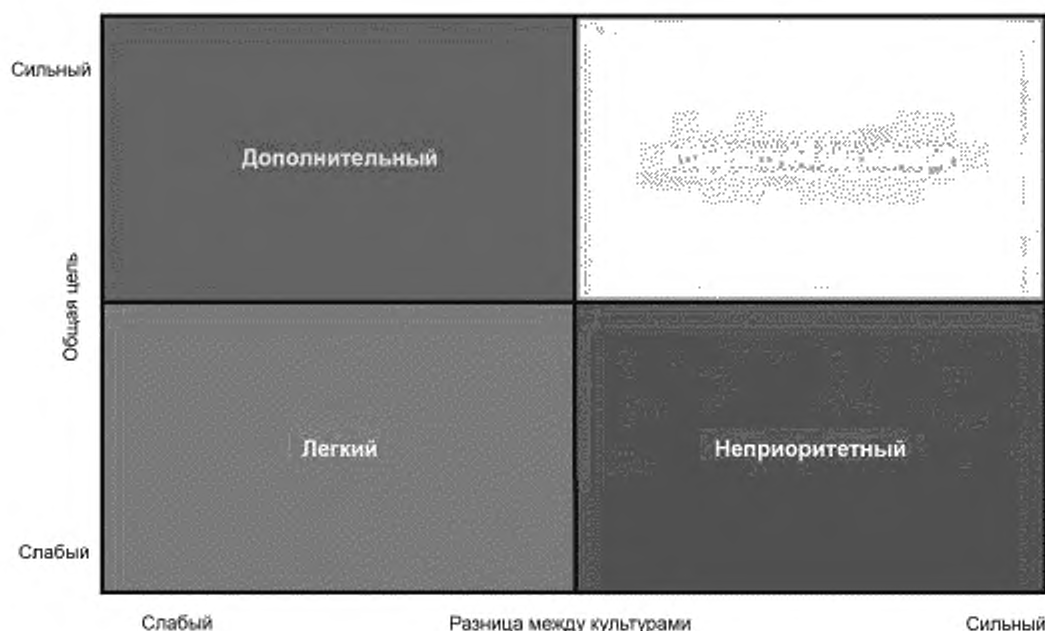 Сильный
Дополнительный
Общая цель
Легкий
Неприоритетный
Слабый
Слабый
Разница между культурами
Сильный